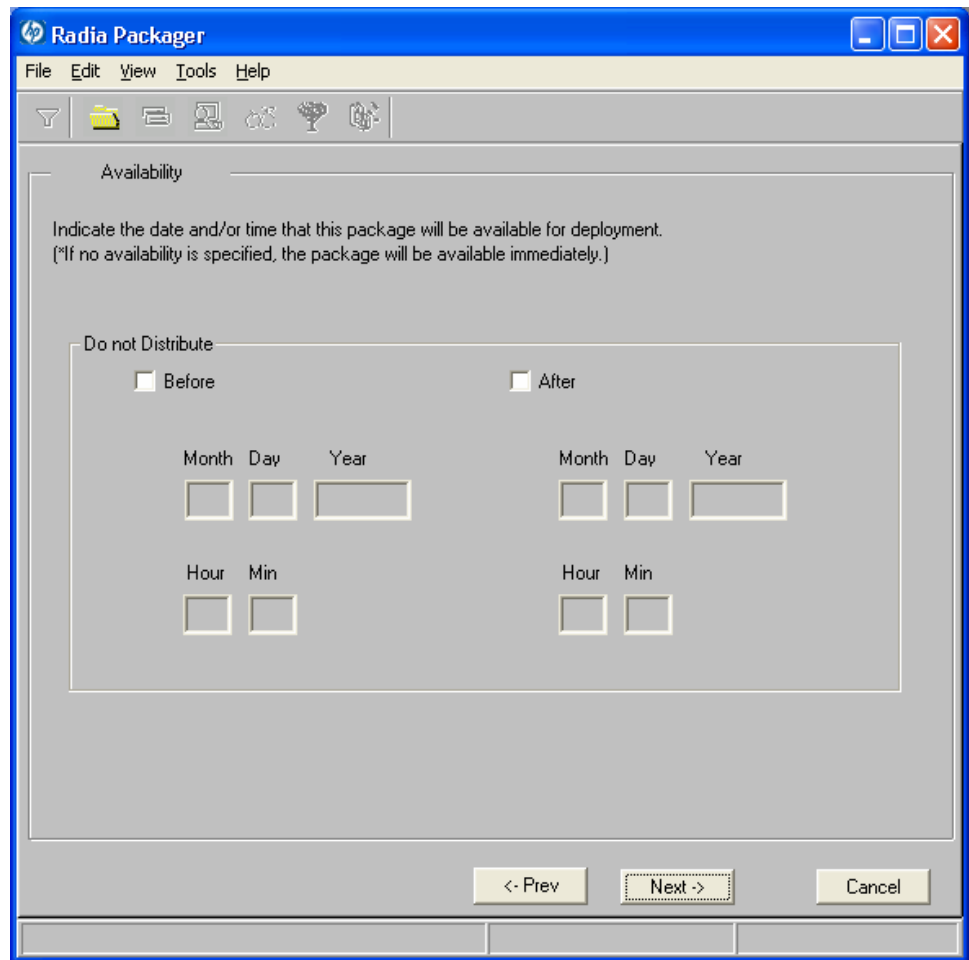 hp Radia Packager
File Edit View Tools Help
Availability
Indicate the date and/or time that this package will be available for deployment.
(*If no availability is specified, the package will be available immediately.)
Do not Distribute
Before After
Month Day Year Month Day Year
Hour Min Hour Min
<- Prev Next -> Cancel